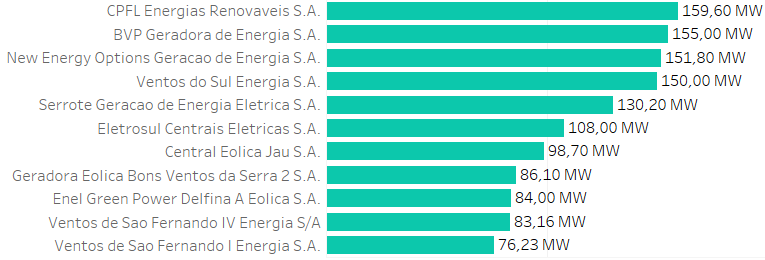 CPFL Energias Renovaveis S.A. 159,60 MW
BVP Geradora de Energia S.A. 155,00 MW
New Energy Options Geracao de Energia S.A. 151,80 MW
Ventos do Sul Energia S.A. 150,00 MW
Serrote Geracao de Energia Eletrica S.A. 130,20 MW
Eletrosul Centrais Eletricas S.A. 108,00 MW
Central Eolica Jau S.A. 98,70 MW
Geradora Eolica Bons Ventos da Serra 2 S.A. 86,10 MW
Enel Green Power Delfina A Eolica S.A. 84,00 MW
Ventos de Sao Fernando IV Energia S/A 83,16 MW
Ventos de Sao Fernando I Energia S.A. 76,23 MW